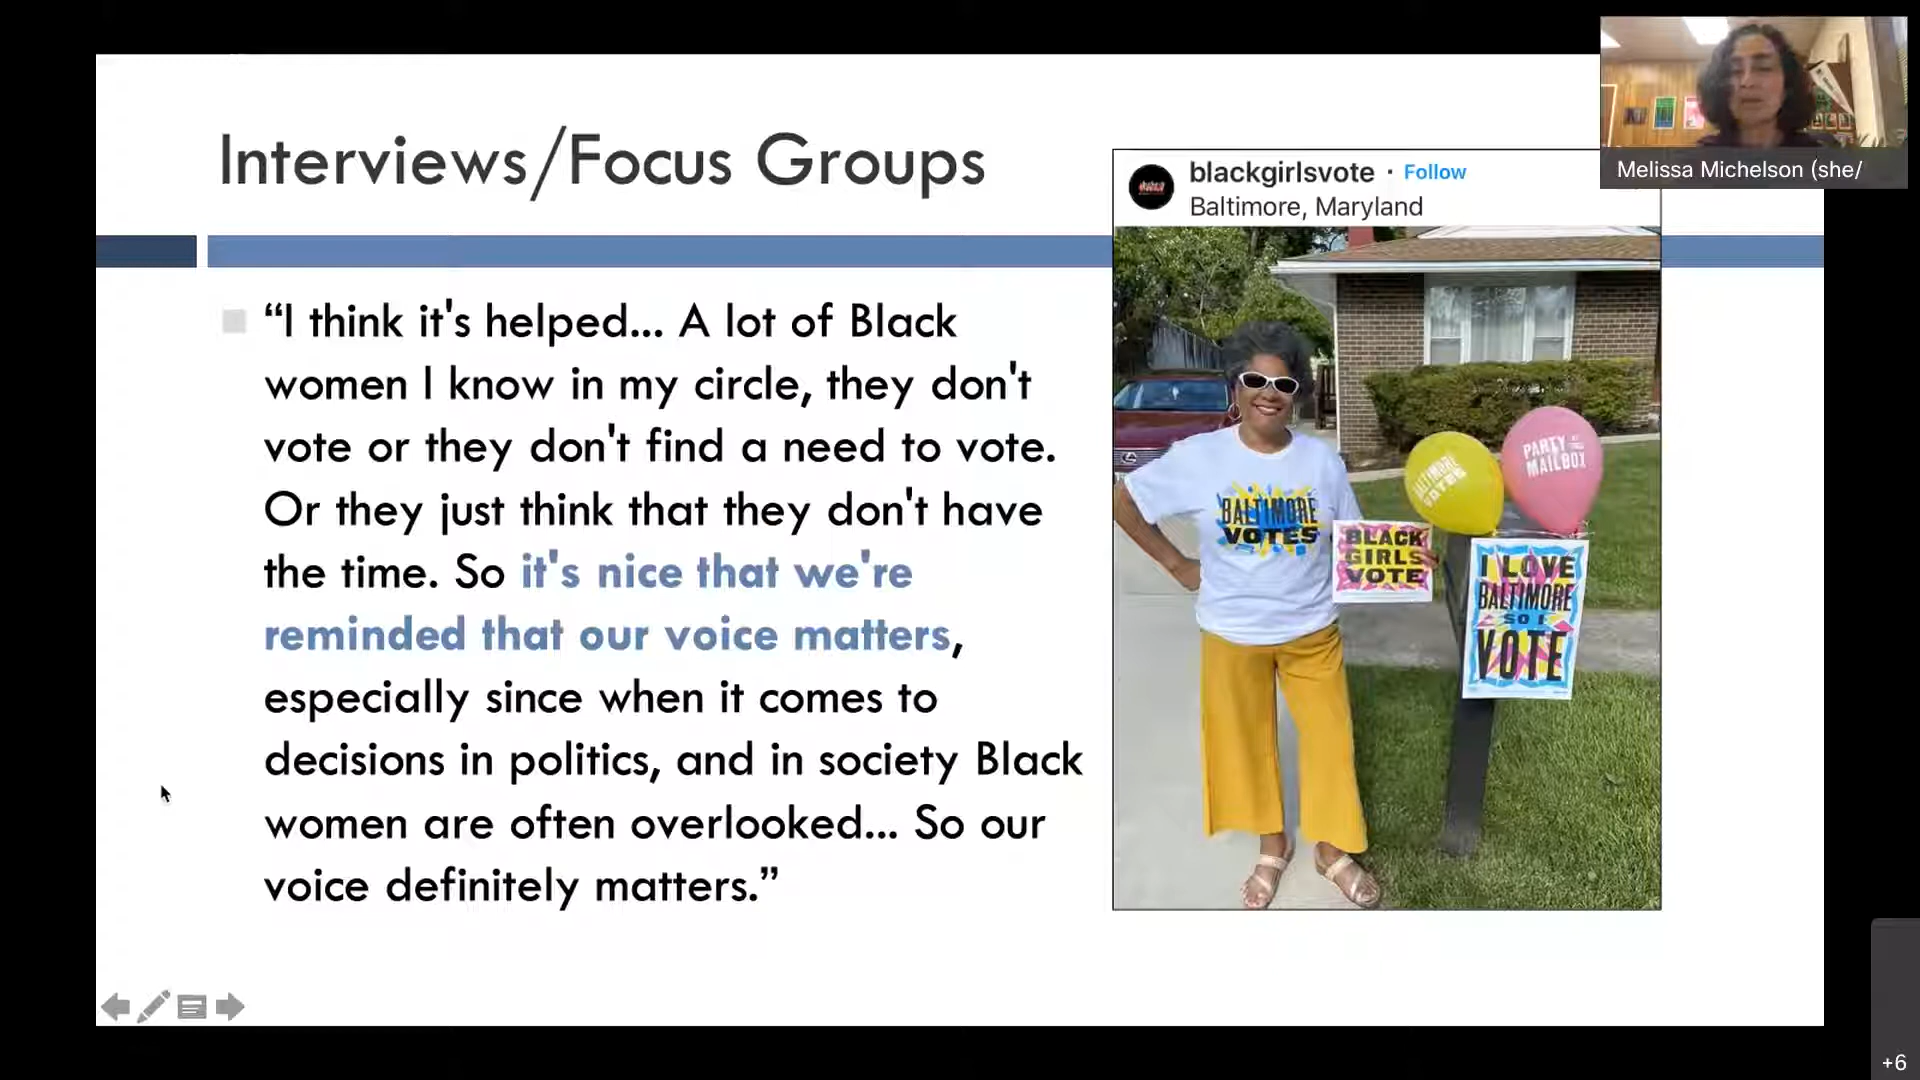 Interviews/Focus Groups
“I think it's helped... A lot of Black
women I know in my circle, they don't
vote or they don't find a need to vote.
Or they just think that they don't have
the time. So it's nice that we're
reminded that our voice matters,
especially since when it comes to
decisions in politics, and in society Black
women are often overlooked... So our
voice definitely matters.”
blackgirlsvote · Follow
Baltimore, Maryland
BALTIMORE
VOTES
BLACK
GIRLS
VOTE
BALTIMORE
VOTES
PARTY AT THE
MAILBOX
I LOVE
BALTIMORE
SO I
VOTE
Melissa Michelson (she/
+6